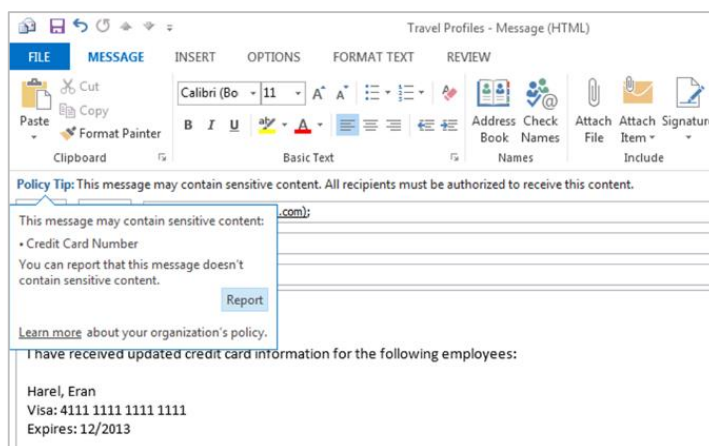 Travel Profiles - Message (HTML)
FILE MESSAGE INSERT OPTIONS FORMAT TEXT REVIEW
Paste
Cut
Copy
Format Painter
Clipboard
Calibri (Bo 11
B I U
Basic Text
Address Book
Check Names
Names
Attach File
Attach Item
Signature
Include
Policy Tip: This message may contain sensitive content. All recipients must be authorized to receive this content.
.com);
This message may contain sensitive content:
• Credit Card Number
You can report that this message doesn't
contain sensitive content.
Report
Learn more about your organization's policy.
I have received updated credit card information for the following employees:
Harel, Eran
Visa: 4111 1111 1111 1111
Expires: 12/2013